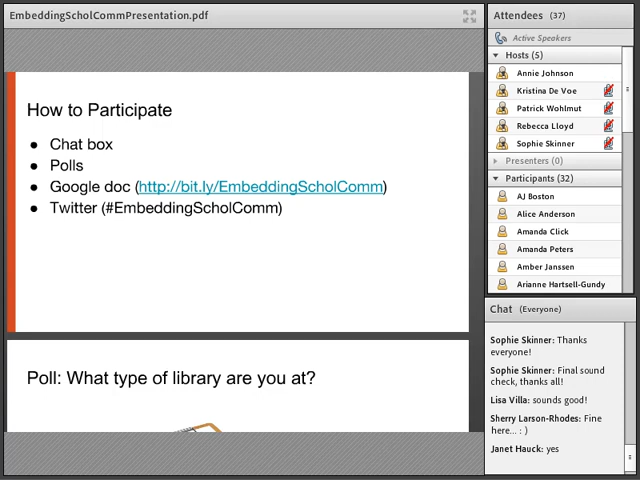 EmbeddingScholCommPresentation.pdf
How to Participate
● Chat box
● Polls
● Google doc (http://bit.ly/EmbeddingScholComm)
● Twitter (#EmbeddingScholComm)
Poll: What type of library are you at?
Attendees (37)
Active Speakers
Hosts (5)
Annie Johnson
Kristina De Voe
Patrick Wohlmut
Rebecca Lloyd
Sophie Skinner
Presenters (0)
Participants (32)
AJ Boston
Alice Anderson
Amanda Click
Amanda Peters
Amber Janssen
Arianne Hartsell-Gundy
Chat (Everyone)
Sophie Skinner: Thanks
everyone!
Sophie Skinner: Final sound
check, thanks all!
Lisa Villa: sounds good!
Sherry Larson-Rhodes: Fine
here... : )
Janet Hauck: yes